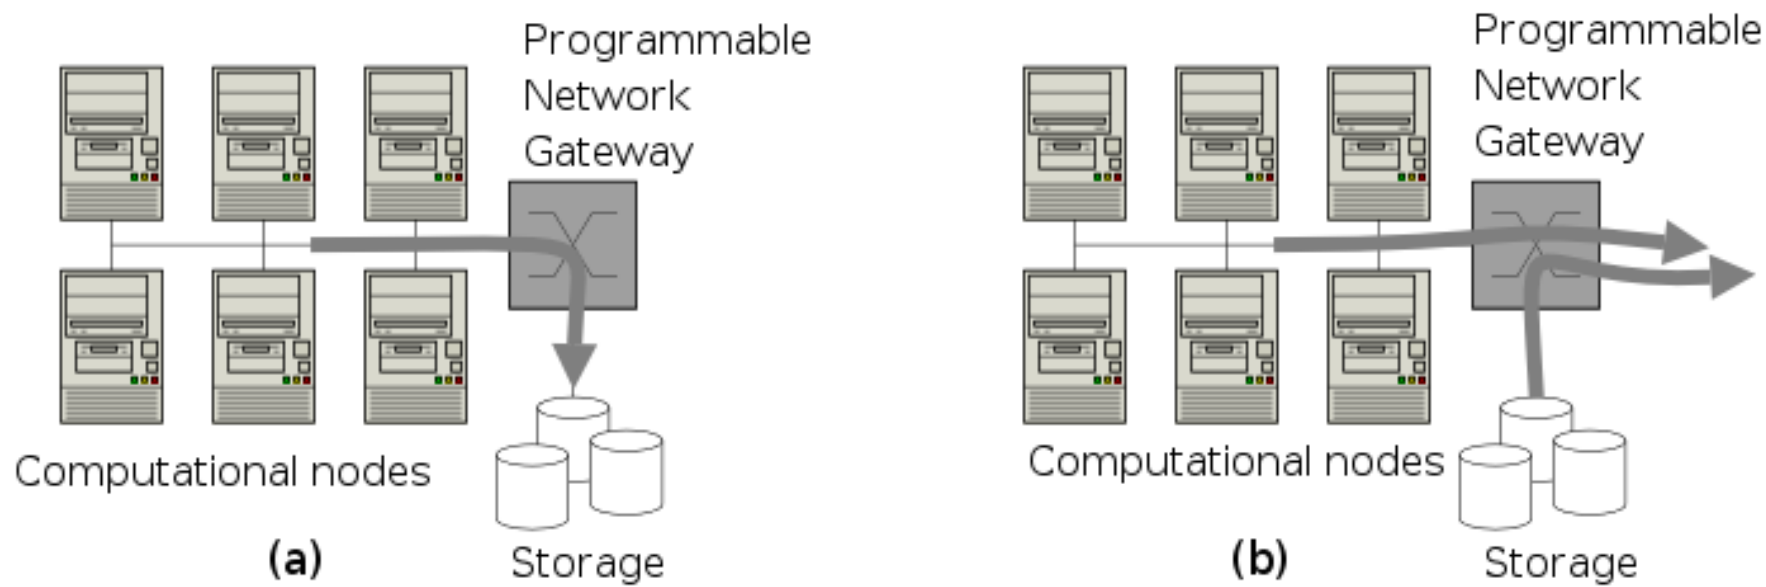 Programmable
Network
Gateway
Computational nodes
Storage
(a)
Programmable
Network
Gateway
Computational nodes
Storage
(b)